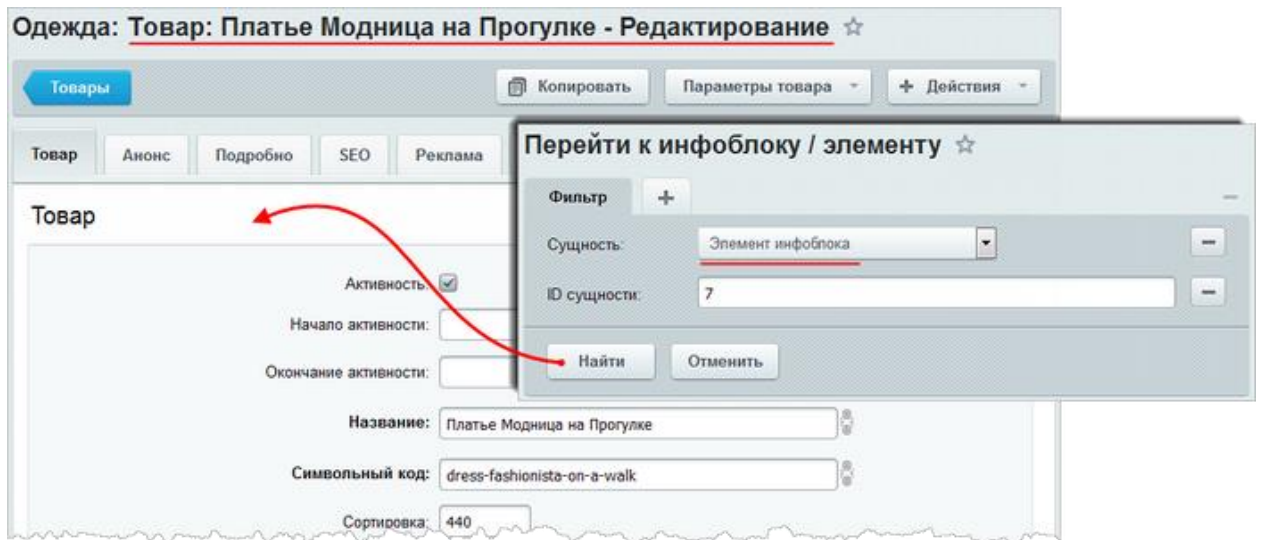 Одежда: Товар: Платье Модница на Прогулке - Редактирование
Товары
Копировать
Параметры товара
Действия
Товар
Анонс
Подробно
SEO
Реклама
Товар
Активность:
Начало активности:
Окончание активности:
Название: Платье Модница на Прогулке
Символьный код: dress-fashionista-on-a-walk
Сортировка: 440
Перейти к инфоблоку / элементу
Фильтр
Сущность: Элемент инфоблока
ID сущности: 7
Найти
Отменить